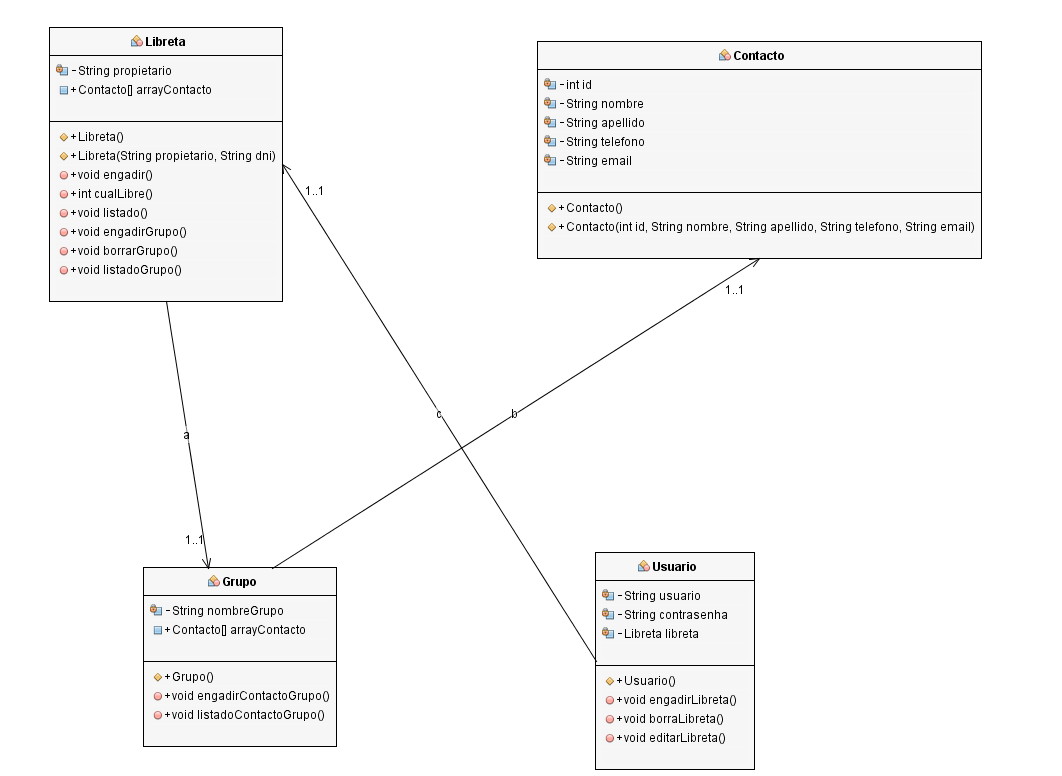 Libreta
-String propietario
+Contacto[] arrayContacto
+Libreta()
+Libreta(String propietario, String dni)
+void engadir()
+int cualLibre()
+void listado()
+void engadirGrupo()
+void borrarGrupo()
+void listadoGrupo()
Contacto
-int id
-String nombre
-String apellido
-String telefono
-String email
+Contacto()
+Contacto(int id, String nombre, String apellido, String telefono, String email)
1..1
1..1
c
b
a
1..1
Grupo
-String nombreGrupo
+Contacto[] arrayContacto
+Grupo()
+void engadirContactoGrupo()
+void listadoContactoGrupo()
Usuario
-String usuario
-String contrasenha
-Libreta libreta
+Usuario()
+void engadirLibreta()
+void borraLibreta()
+void editarLibreta()